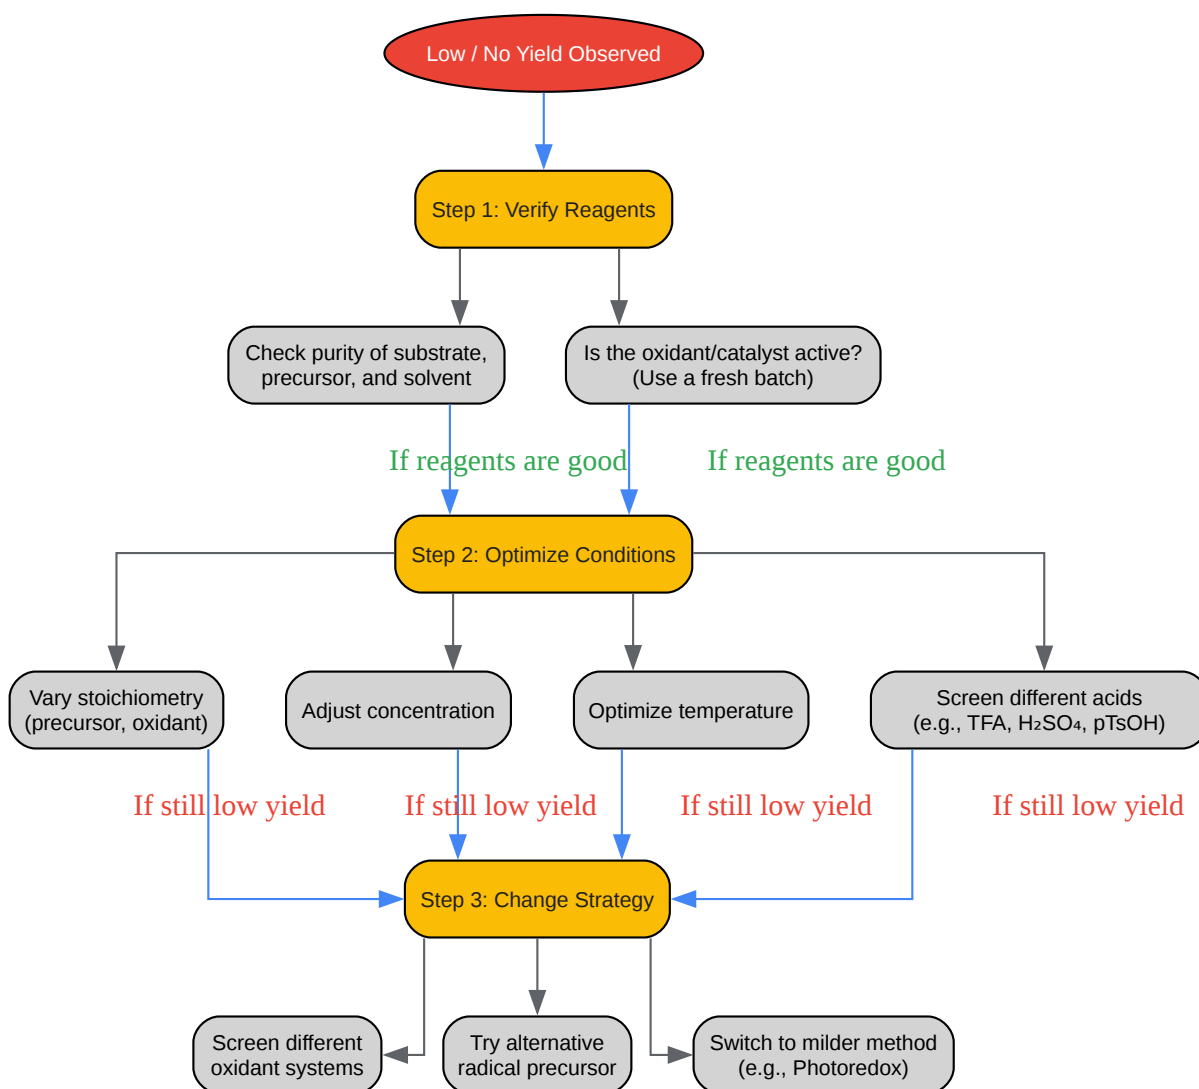 Low / No Yield Observed
Step 1: Verify Reagents
Check purity of substrate,
precursor, and solvent
Is the oxidant/catalyst active?
(Use a fresh batch)
If reagents are good
If reagents are good
Step 2: Optimize Conditions
Vary stoichiometry
(precursor, oxidant)
Adjust concentration
Optimize temperature
Screen different acids
(e.g., TFA, H₂SO₄, pTsOH)
If still low yield
If still low yield
If still low yield
If still low yield
Step 3: Change Strategy
Screen different
oxidant systems
Try alternative
radical precursor
Switch to milder method
(e.g., Photoredox)